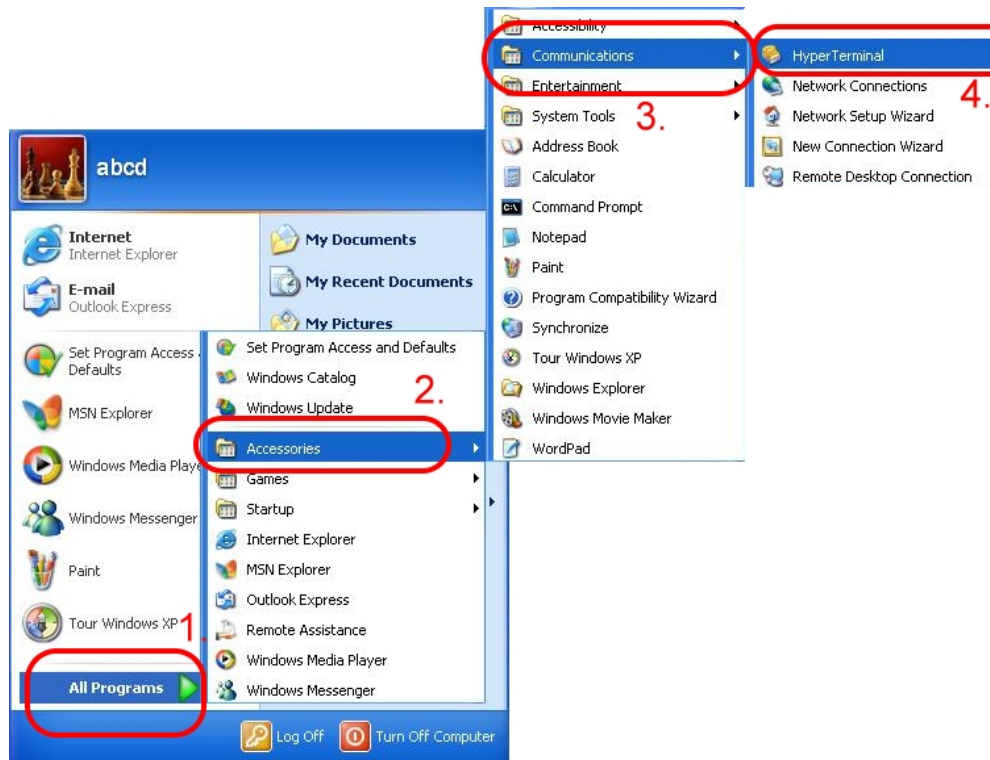 Accessibility
Communications
Entertainment
3.
System Tools
Address Book
Calculator
Command Prompt
Notepad
Paint
Program Compatibility Wizard
Synchronize
Tour Windows XP
Windows Explorer
Windows Movie Maker
WordPad
HyperTerminal
4.
Network Connections
Network Setup Wizard
New Connection Wizard
Remote Desktop Connection
abcd
Internet
Internet Explorer
E-mail
Outlook Express
Set Program Access
Defaults
MSN Explorer
Windows Media Playe
Windows Messenger
Paint
Tour Windows XP
1.
All Programs
My Documents
My Recent Documents
My Pictures
Set Program Access and Defaults
Windows Catalog
2.
Windows Update
Accessories
Games
Startup
Internet Explorer
MSN Explorer
Outlook Express
Remote Assistance
Windows Media Player
Windows Messenger
Log Off
Turn Off Computer